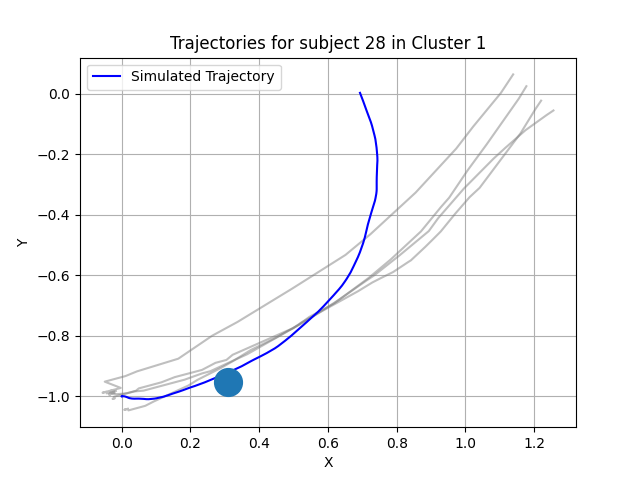 Trajectories for subject 28 in Cluster 1
Simulated Trajectory
0.0
−0.2
−0.4
−0.6
−0.8
−1.0
Y
0.0 0.2 0.4 0.6 0.8 1.0 1.2
X